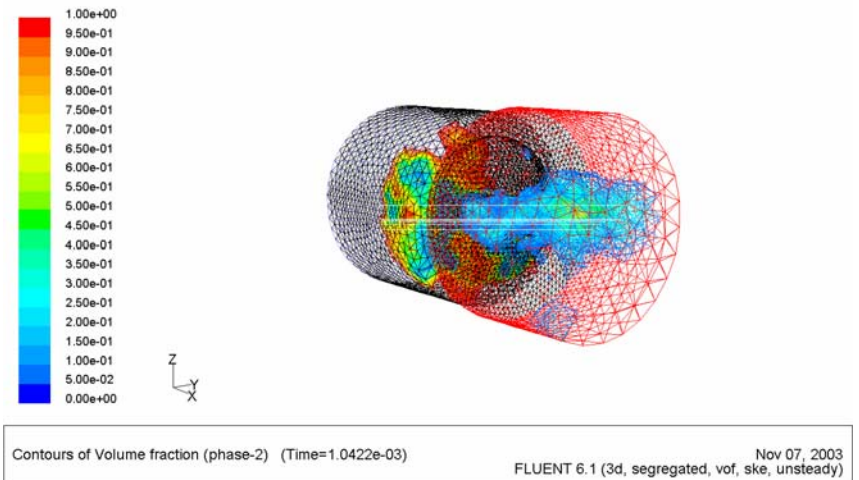 1.00e+00
9.50e-01
9.00e-01
8.50e-01
8.00e-01
7.50e-01
7.00e-01
6.50e-01
6.00e-01
5.50e-01
5.00e-01
4.50e-01
4.00e-01
3.50e-01
3.00e-01
2.50e-01
2.00e-01
1.50e-01
1.00e-01
5.00e-02
0.00e+00
Z
Y
X
Contours of Volume fraction (phase-2) (Time=1.0422e-03)
Nov 07, 2003
FLUENT 6.1 (3d, segregated, vof, ske, unsteady)